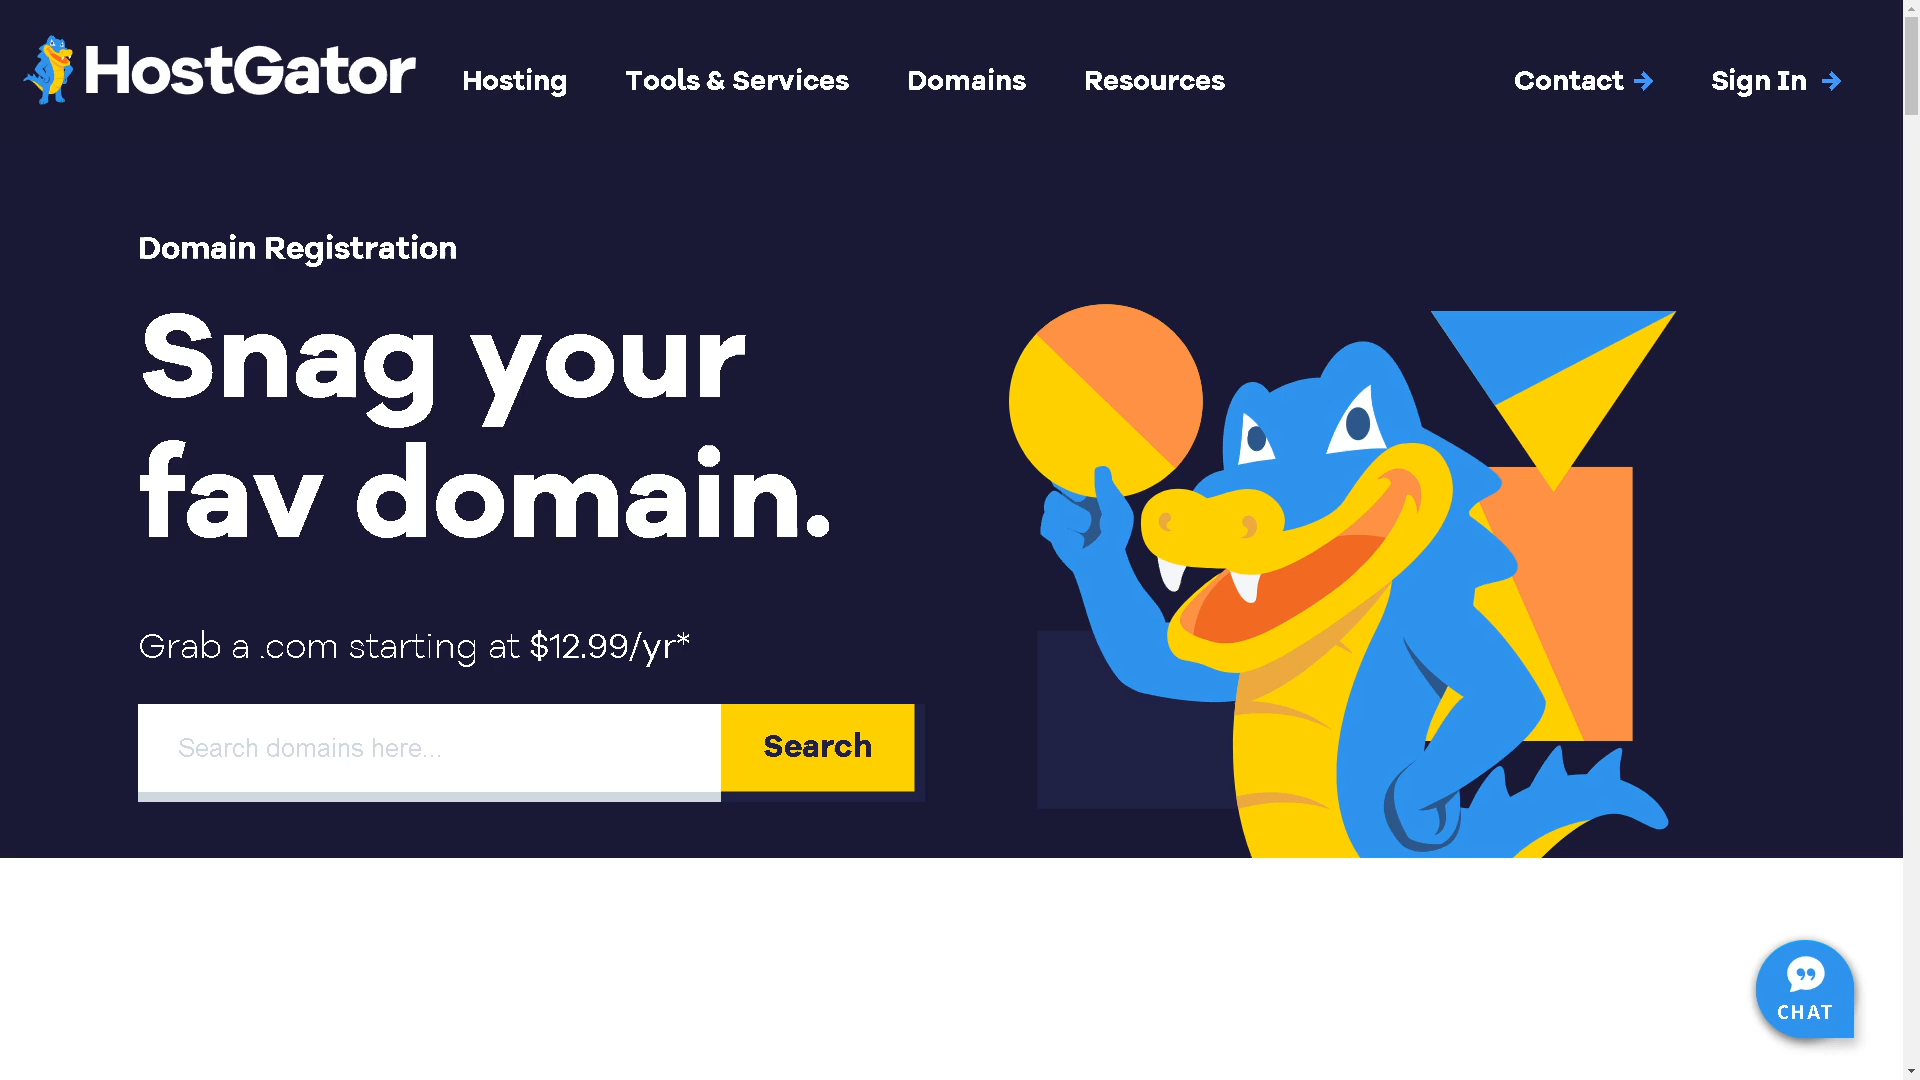 HostGator
Hosting
Tools & Services
Domains
Resources
Contact
Sign In
Domain Registration
Snag your
fav domain.
Grab a .com starting at $12.99/yr*
Search domains here...
Search
CHAT